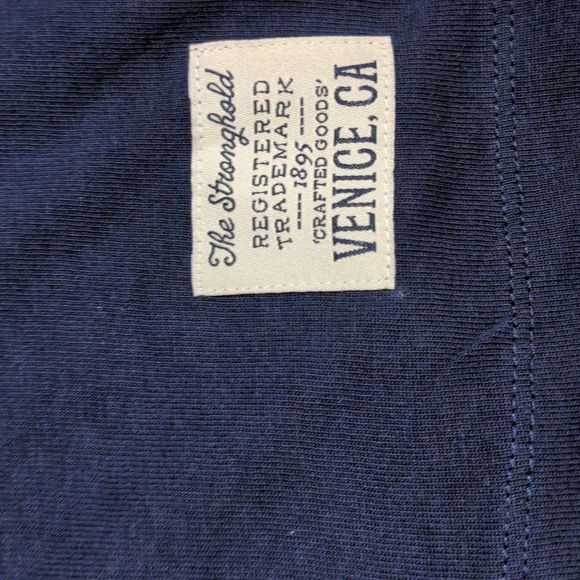 The Stronghold
REGISTERED
TRADEMARK
---- 1895 ----
'CRAFTED GOODS'
VENICE, CA